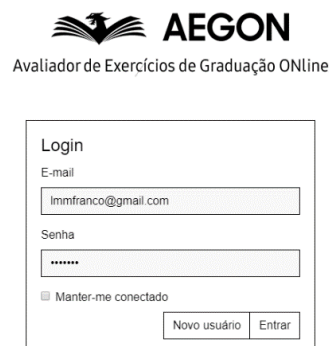 AEGON
Avaliador de Exercícios de Graduação ONline
Login
E-mail
lmmfranco@gmail.com
Senha
•••••••
Manter-me conectado
Novo usuário Entrar